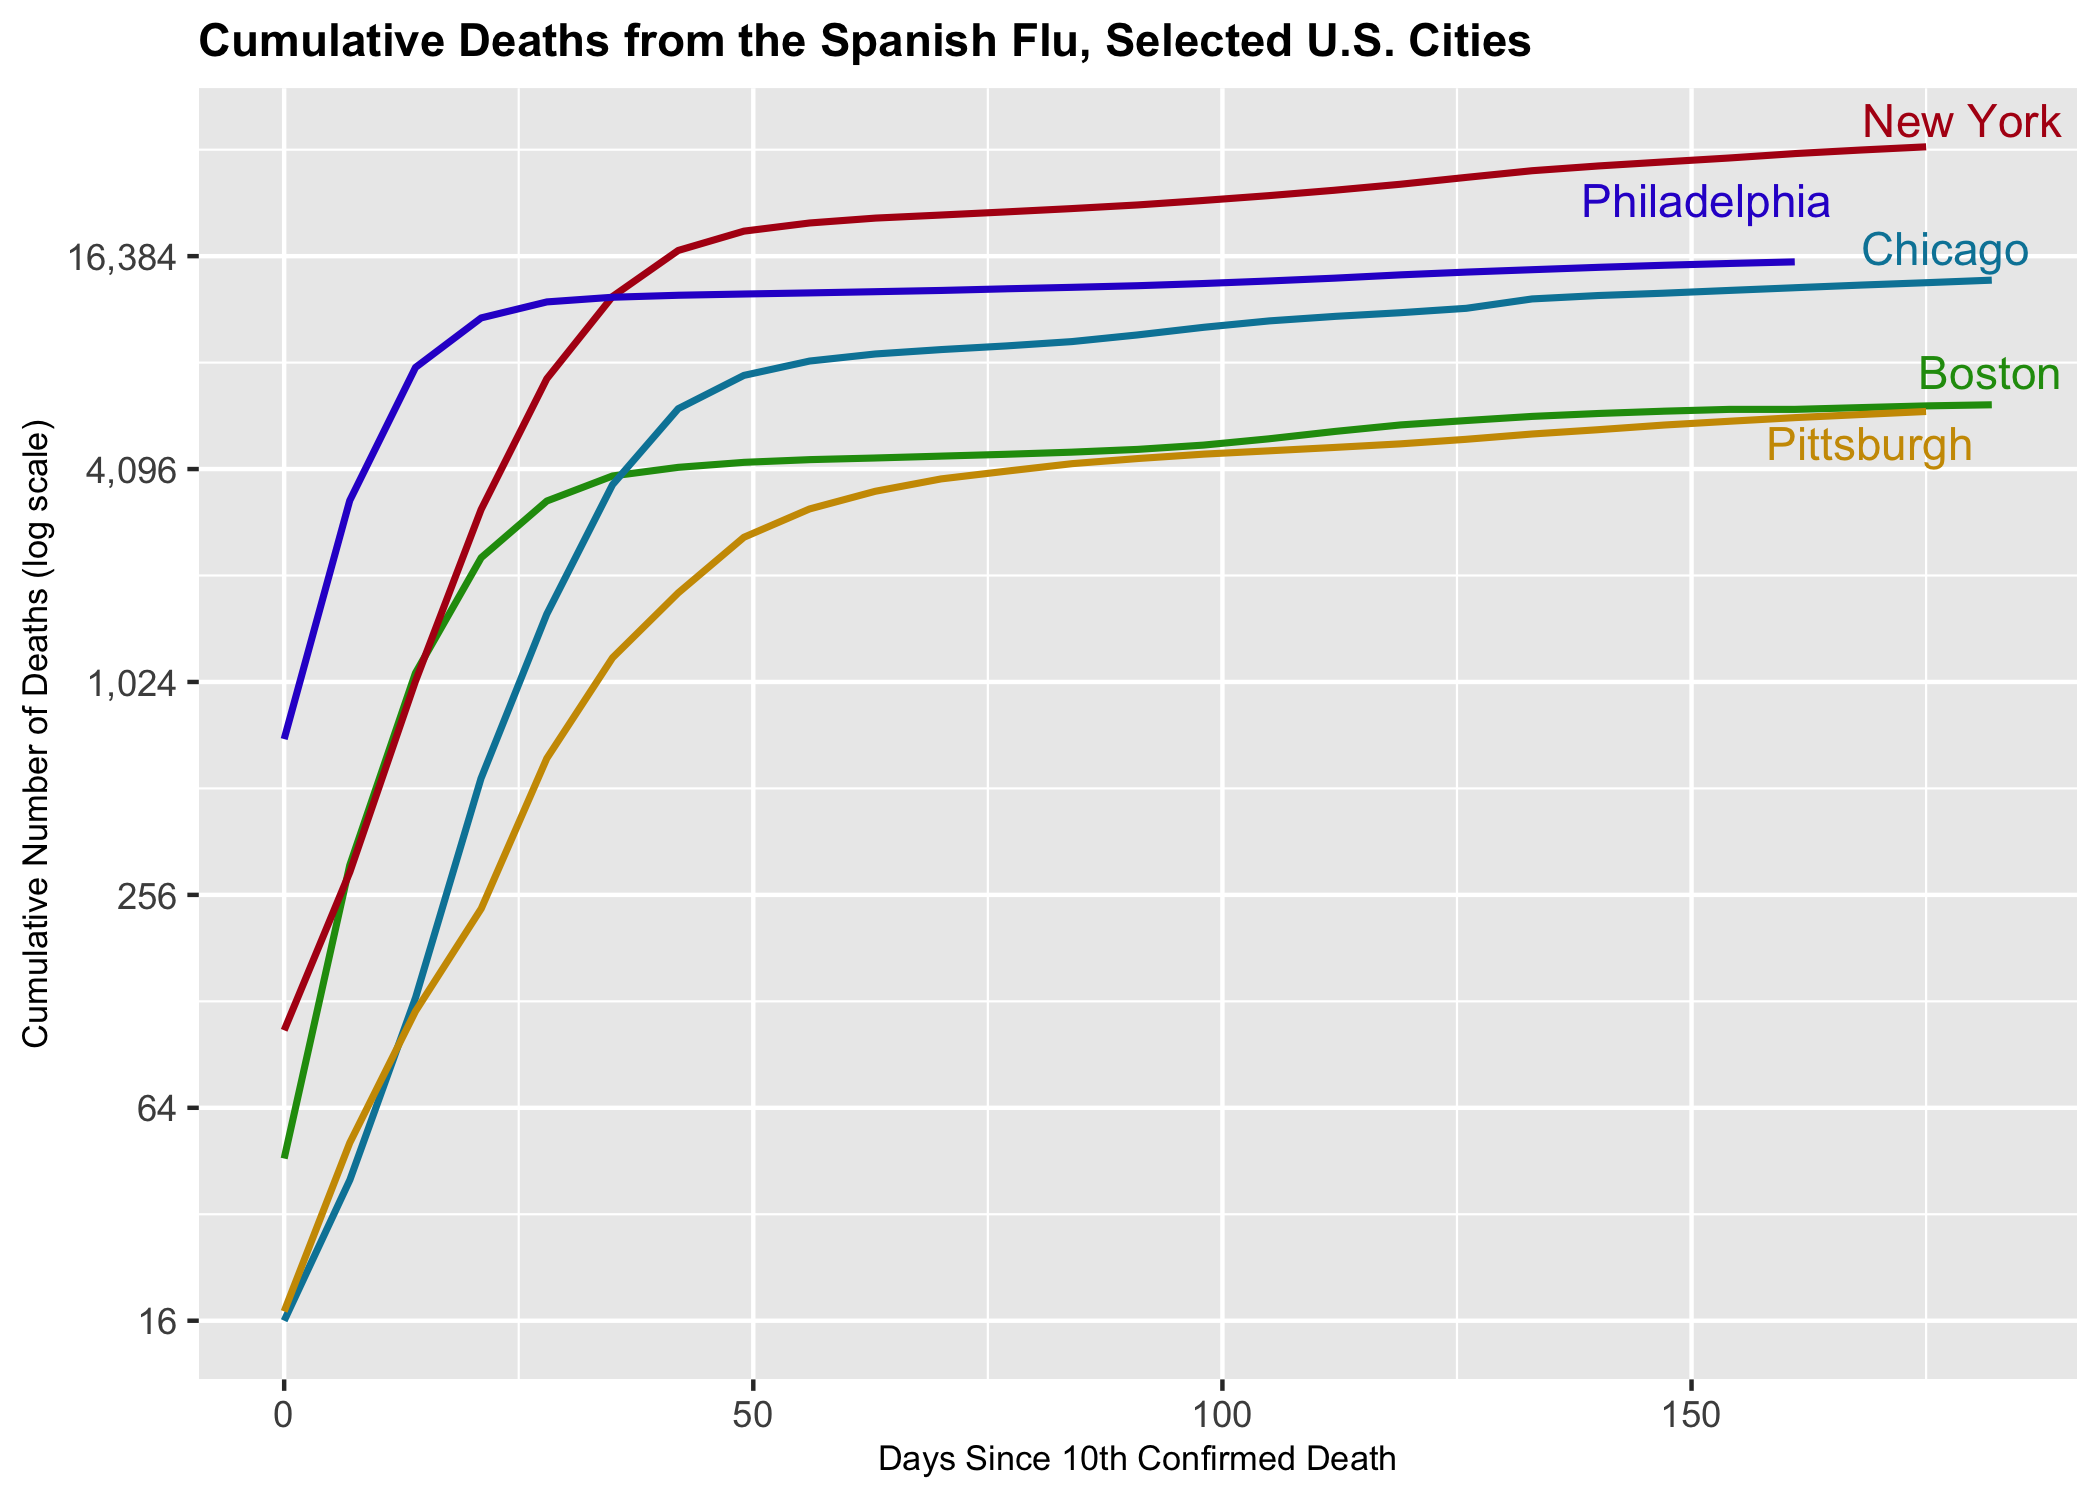 Cumulative Deaths from the Spanish Flu, Selected U.S. Cities
New York
Philadelphia
Chicago
Boston
Pittsburgh
Cumulative Number of Deaths (log scale)
16,384
4,096
1,024
256
64
16
0 50 100 150
Days Since 10th Confirmed Death